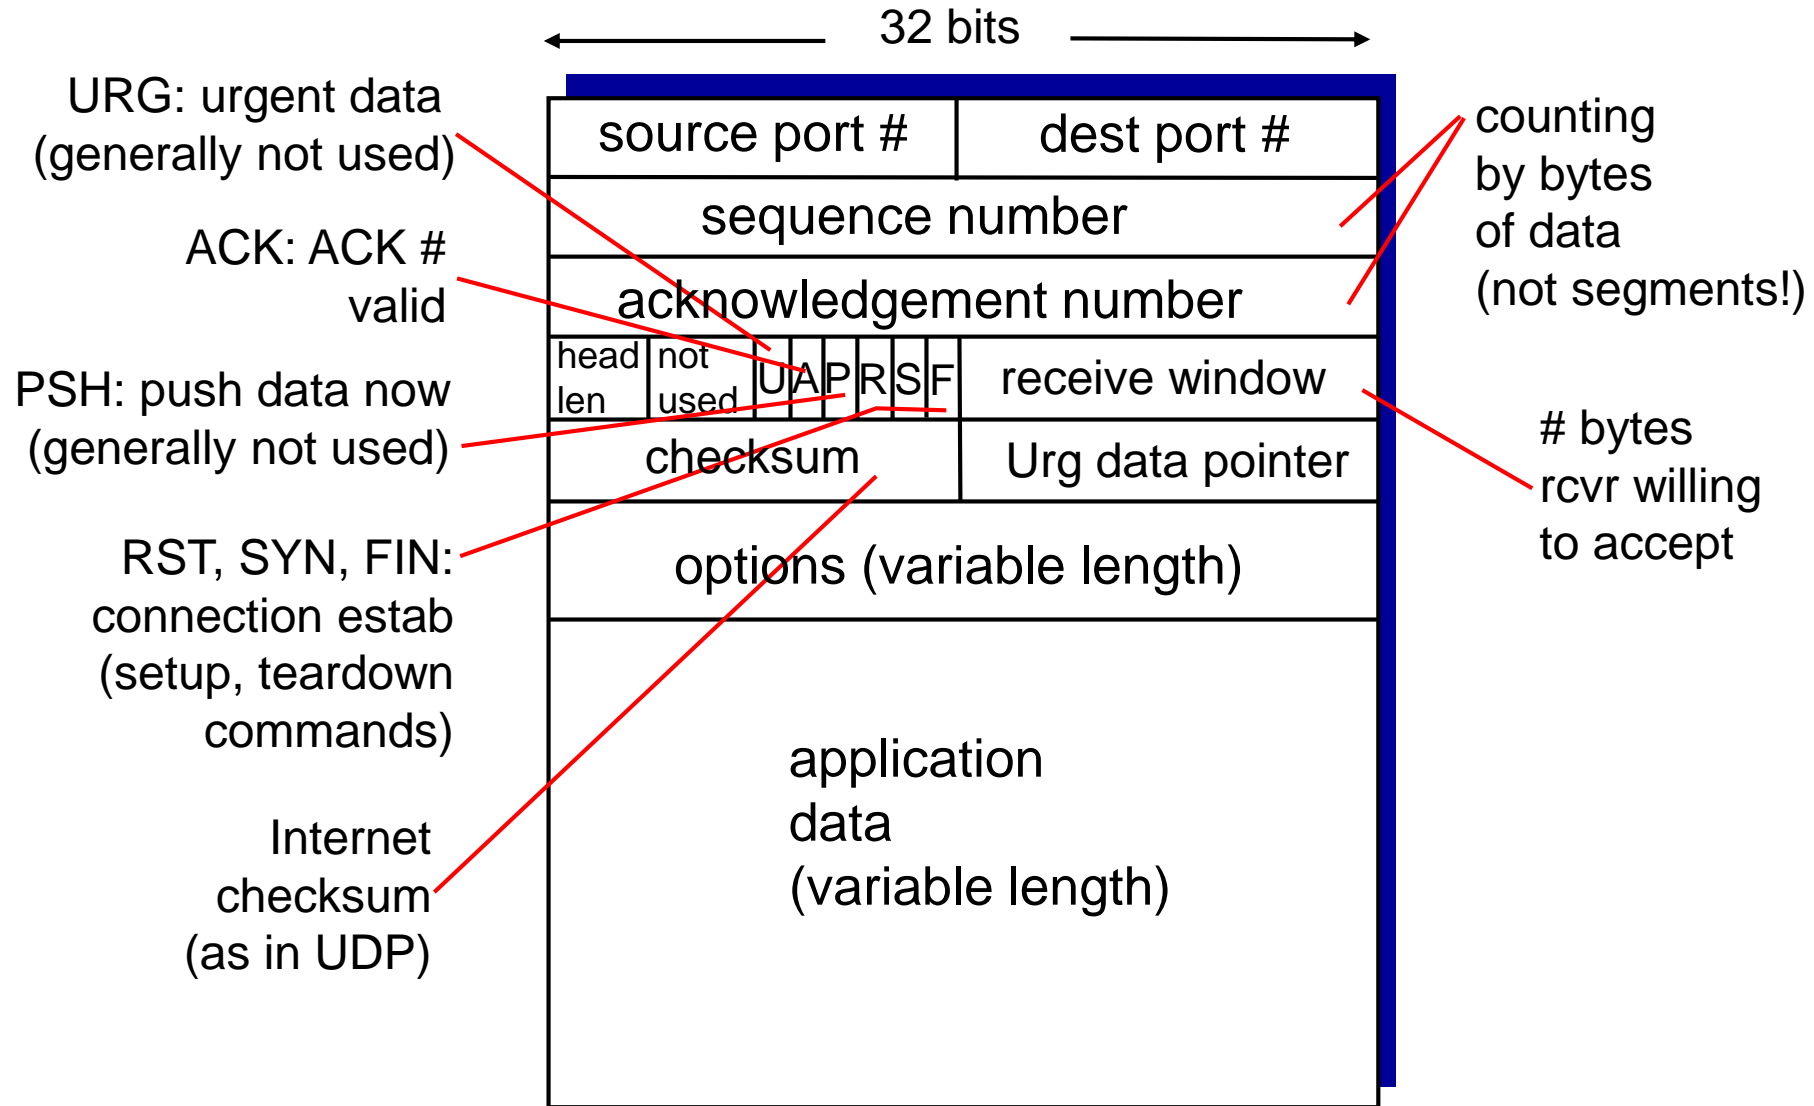 32 bits
URG: urgent data
(generally not used)
ACK: ACK #
valid
PSH: push data now
(generally not used)
RST, SYN, FIN:
connection estab
(setup, teardown
commands)
Internet
checksum
(as in UDP)
source port #
dest port #
sequence number
acknowledgement number
head
len
not
used
U
A
P
R
S
F
receive window
checksum
Urg data pointer
options (variable length)
application
data
(variable length)
counting
by bytes
of data
(not segments!)
# bytes
rcvr willing
to accept